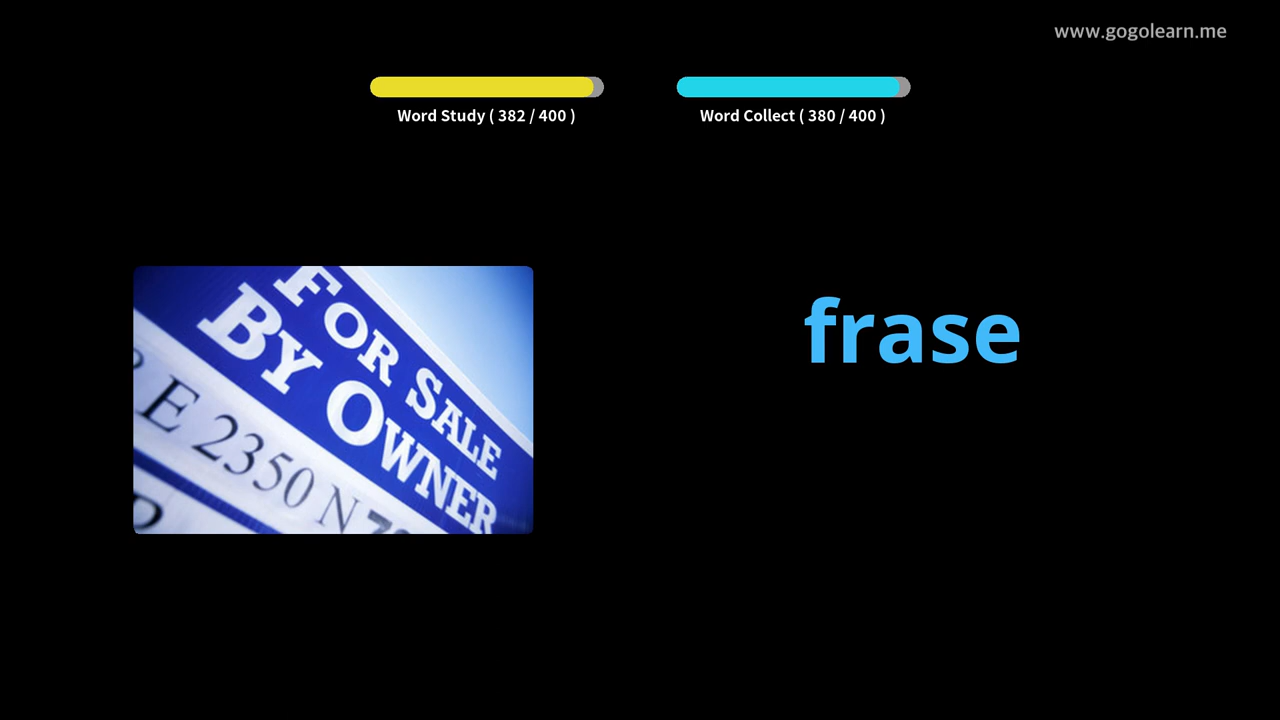 www.gogolearn.me
Word Study ( 382 / 400 )
Word Collect ( 380 / 400 )
FOR SALE
BY OWNER
E 2350 N
frase